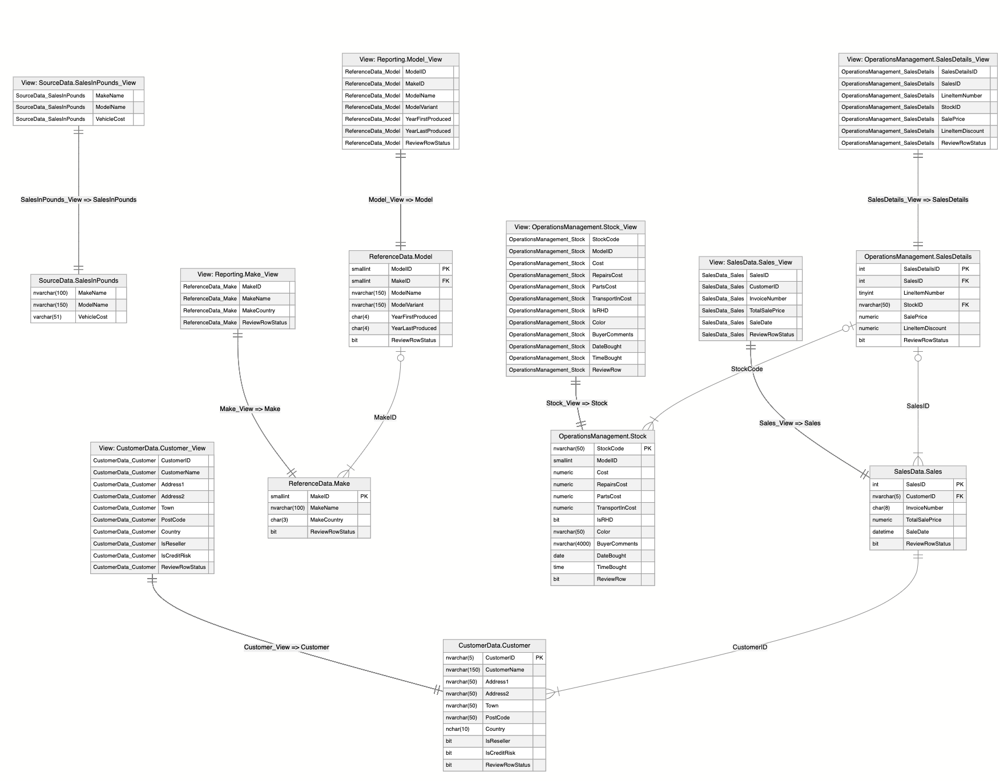 View: SourceData.SalesInPounds_View
SourceData_SalesInPounds MakeName
SourceData_SalesInPounds ModelName
SourceData_SalesInPounds VehicleCost
View: Reporting.Model_View
ReferenceData_Model ModelID
ReferenceData_Model MakeID
ReferenceData_Model ModelName
ReferenceData_Model ModelVariant
ReferenceData_Model YearFirstProduced
ReferenceData_Model YearLastProduced
ReferenceData_Model ReviewRowStatus
View: OperationsManagement.SalesDetails_View
OperationsManagement_SalesDetails SalesDetailsID
OperationsManagement_SalesDetails SalesID
OperationsManagement_SalesDetails LineItemNumber
OperationsManagement_SalesDetails StockID
OperationsManagement_SalesDetails SalePrice
OperationsManagement_SalesDetails LineItemDiscount
OperationsManagement_SalesDetails ReviewRowStatus
SalesInPounds_View => SalesInPounds
Model_View => Model
SalesDetails_View => SalesDetails
SourceData.SalesInPounds
nvarchar(100) MakeName
nvarchar(150) ModelName
varchar(51) VehicleCost
View: Reporting.Make_View
ReferenceData_Make MakeID
ReferenceData_Make MakeName
ReferenceData_Make MakeCountry
ReferenceData_Make ReviewRowStatus
ReferenceData.Model
smallint ModelID PK
smallint MakeID FK
nvarchar(150) ModelName
nvarchar(150) ModelVariant
char(4) YearFirstProduced
char(4) YearLastProduced
bit ReviewRowStatus
View: OperationsManagement.Stock_View
OperationsManagement_Stock StockCode
OperationsManagement_Stock ModelID
OperationsManagement_Stock Cost
OperationsManagement_Stock RepairsCost
OperationsManagement_Stock PartsCost
OperationsManagement_Stock TransportInCost
OperationsManagement_Stock IsRHD
OperationsManagement_Stock Color
OperationsManagement_Stock BuyerComments
OperationsManagement_Stock DateBought
OperationsManagement_Stock TimeBought
OperationsManagement_Stock ReviewRow
View: SalesData.Sales_View
SalesData_Sales SalesID
SalesData_Sales CustomerID
SalesData_Sales InvoiceNumber
SalesData_Sales TotalSalePrice
SalesData_Sales SaleDate
SalesData_Sales ReviewRowStatus
OperationsManagement.SalesDetails
int SalesDetailsID PK
int SalesID FK
tinyint LineItemNumber
nvarchar(50) StockID FK
numeric SalePrice
numeric LineItemDiscount
bit ReviewRowStatus
StockCode
Make_View => Make
MakeID
Stock_View => Stock
Sales_View => Sales
SalesID
View: CustomerData.Customer_View
CustomerData_Customer CustomerID
CustomerData_Customer CustomerName
CustomerData_Customer Address1
CustomerData_Customer Address2
CustomerData_Customer Town
CustomerData_Customer PostCode
CustomerData_Customer Country
CustomerData_Customer IsReseller
CustomerData_Customer IsCreditRisk
CustomerData_Customer ReviewRowStatus
ReferenceData.Make
smallint MakeID PK
nvarchar(100) MakeName
char(3) MakeCountry
bit ReviewRowStatus
OperationsManagement.Stock
nvarchar(50) StockCode PK
smallint ModelID
numeric Cost
numeric RepairsCost
numeric PartsCost
numeric TransportInCost
bit IsRHD
nvarchar(50) Color
nvarchar(4000) BuyerComments
date DateBought
time TimeBought
bit ReviewRow
SalesData.Sales
int SalesID PK
nvarchar(5) CustomerID FK
char(8) InvoiceNumber
numeric TotalSalePrice
datetime SaleDate
bit ReviewRowStatus
Customer_View => Customer
CustomerID
CustomerData.Customer
nvarchar(5) CustomerID PK
nvarchar(150) CustomerName
nvarchar(50) Address1
nvarchar(50) Address2
nvarchar(50) Town
nvarchar(50) PostCode
nchar(10) Country
bit IsReseller
bit IsCreditRisk
bit ReviewRowStatus